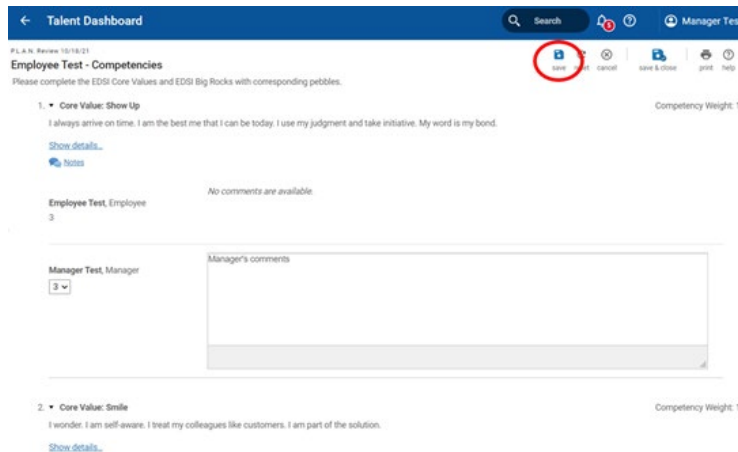 Talent Dashboard
Search
5
Manager Tes
P.L.A.N. Review 10/18/21
Employee Test - Competencies
save reset cancel save & close print help
Please complete the EDSI Core Values and EDSI Big Rocks with corresponding pebbles.
1. Core Value: Show Up
Competency Weight: 1
I always arrive on time. I am the best me that I can be today. I use my judgment and take initiative. My word is my bond.
Show details...
Notes
No comments are available.
Employee Test, Employee
3
Manager's comments
Manager Test, Manager
3
2. Core Value: Smile
Competency Weight: 1
I wonder. I am self-aware. I treat my colleagues like customers. I am part of the solution.
Show details...